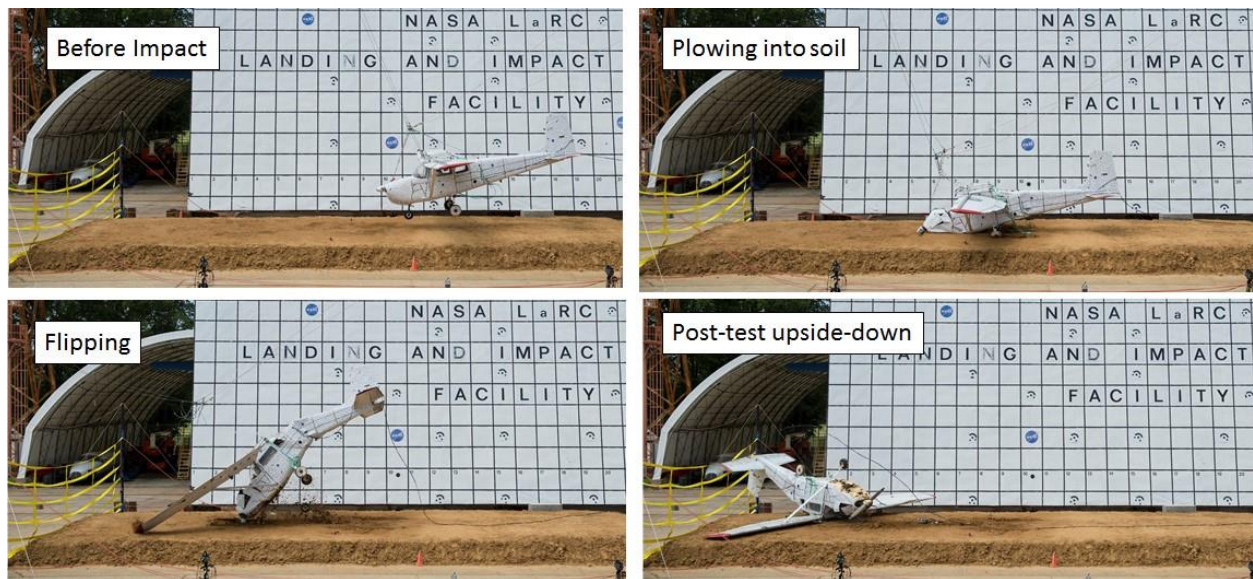 Before Impact
NASA LaRC
LANDING AND IMPACT
FACILITY
Plowing into soil
NASA LaRC
LANDING AND IMPACT
FACILITY
Flipping
NASA LaRC
LANDING AND IMPACT
FACILITY
Post-test upside-down
NASA LaRC
LANDING AND IMPACT
FACILITY